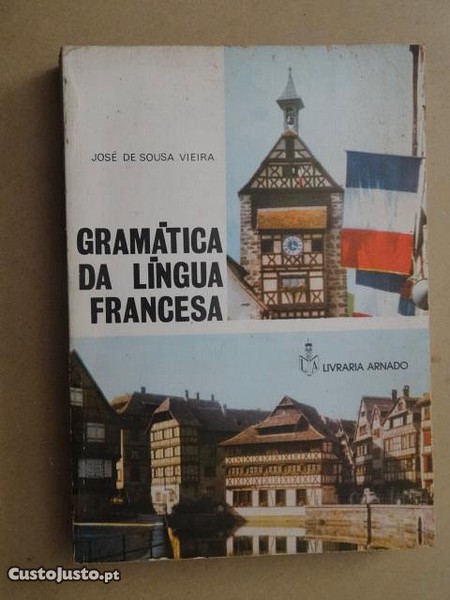 JOSÉ DE SOUSA VIEIRA
GRAMÁTICA
DA LÍNGUA
FRANCESA
LIVRARIA ARNADO
CustoJusto.pt